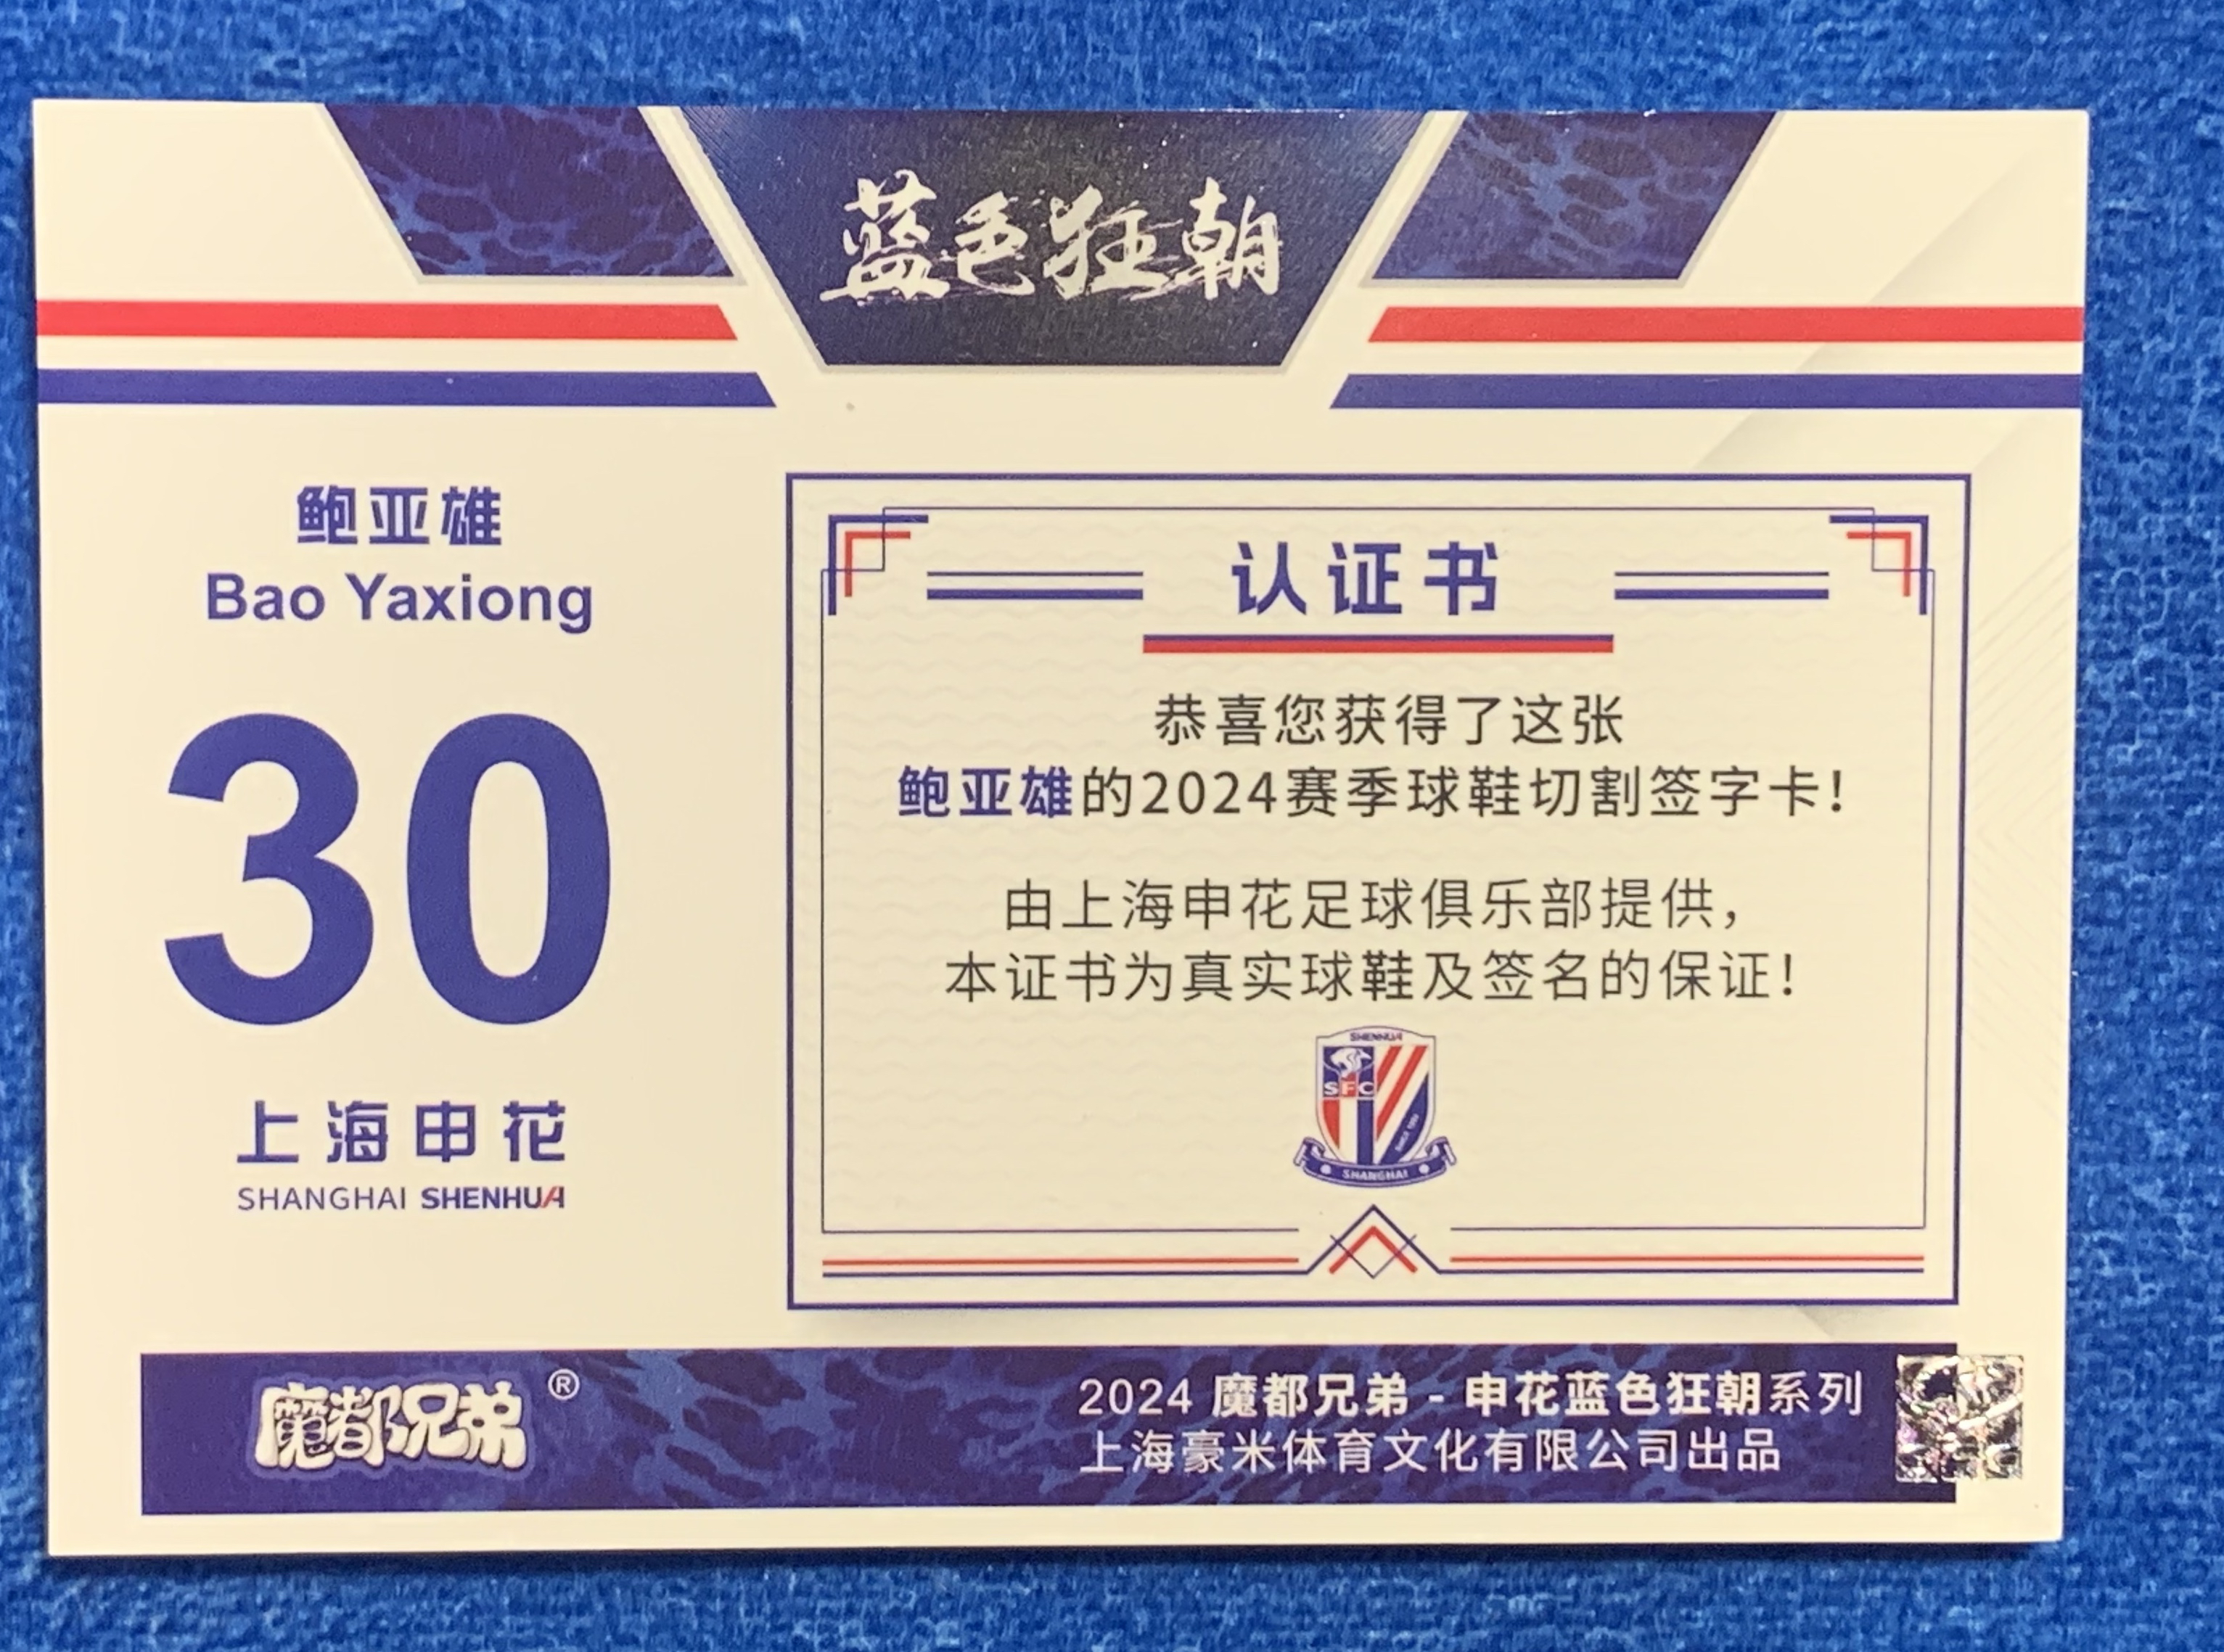 蓝色狂朝
鲍亚雄
Bao Yaxiong
30
上海申花
SHANGHAI SHENHUA
认证书
恭喜您获得了这张
鲍亚雄的2024赛季球鞋切割签字卡！
由上海申花足球俱乐部提供，
本证书为真实球鞋及签名的保证！
SHENHUA
SFC
SHANGHAI
魔都兄弟®
2024 魔都兄弟 - 申花蓝色狂朝系列
上海豪米体育文化有限公司出品